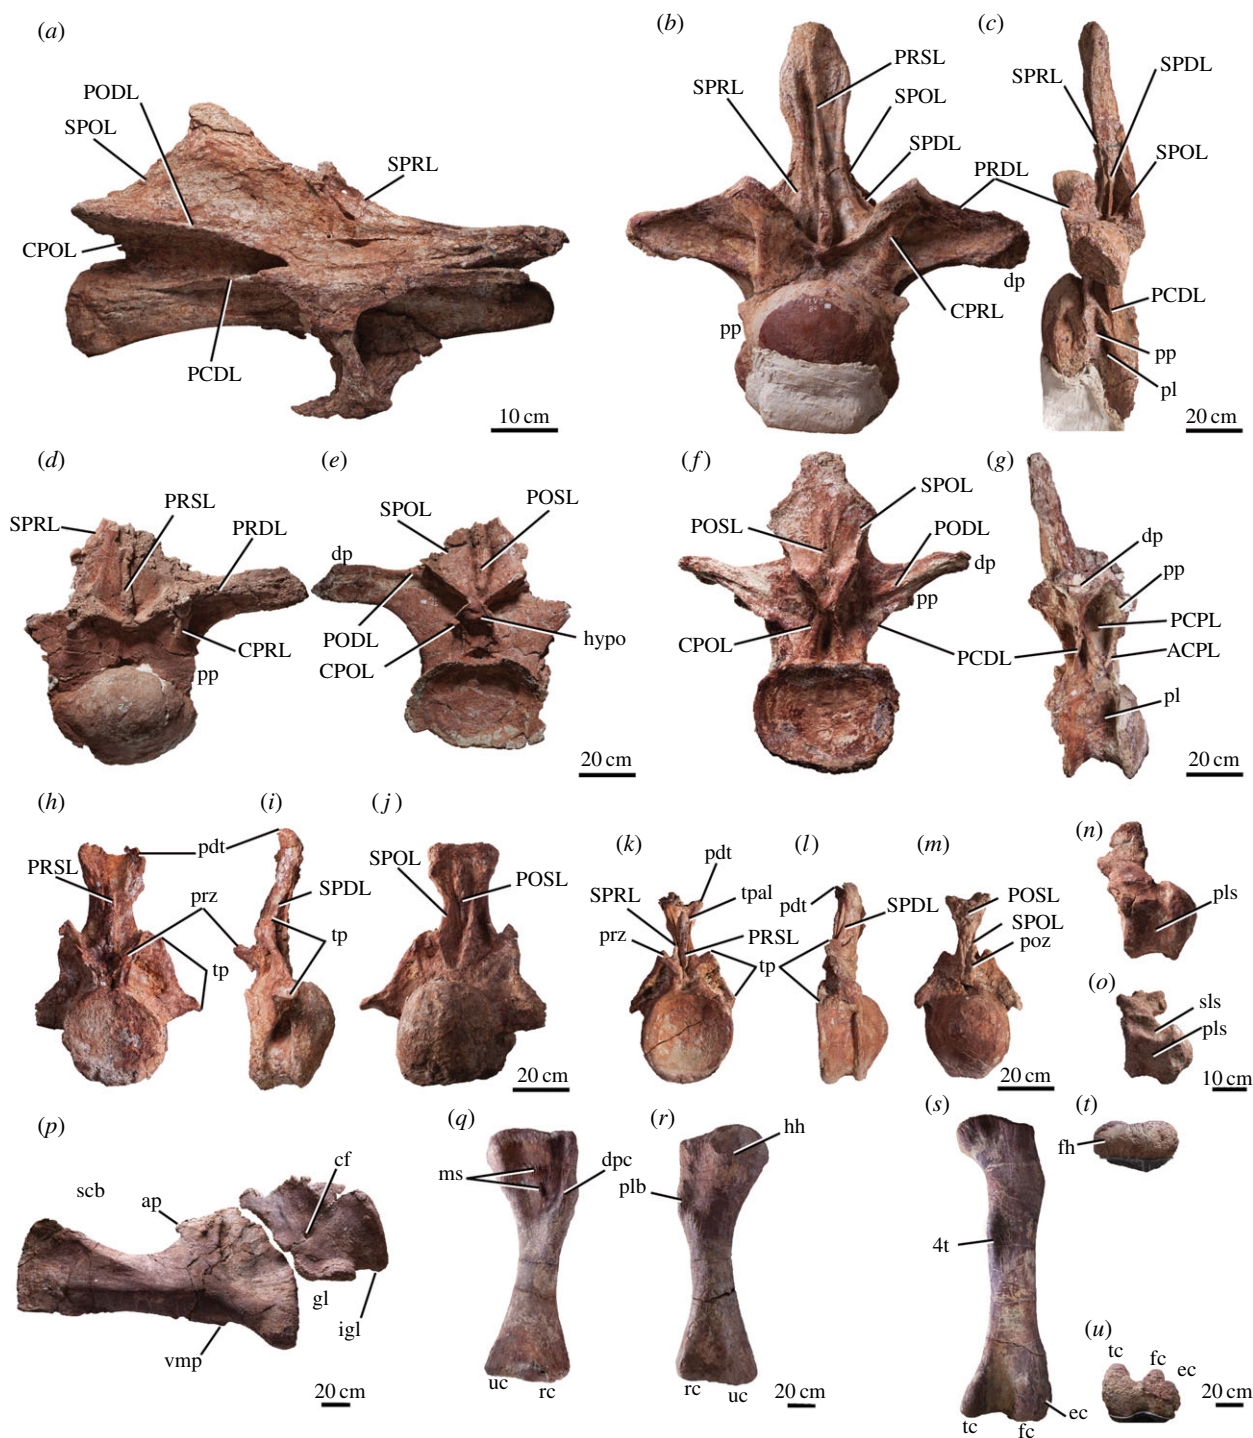 (a)
PODL
SPOL
SPRL
CPOL
PCDL
10 cm
(b)
PRSL
SPRL
SPOL
SPDL
PRDL
dp
CPRL
pp
(c)
SPRL
SPDL
SPOL
PCDL
pp
pl
20 cm
(d)
PRSL
SPRL
PRDL
CPRL
pp
(e)
SPOL
POSL
dp
PODL
CPOL
hypo
20 cm
(f)
SPOL
POSL
PODL
dp
pp
CPOL
PCDL
(g)
dp
pp
PCPL
ACPL
pl
20 cm
(h)
pdt
PRSL
prz
tp
(i)
SPDL
tp
(j)
SPOL
POSL
20 cm
(k)
pdt
SPRL
tpal
prz
PRSL
tp
(l)
pdt
SPDL
(m)
POSL
SPOL
poz
20 cm
(n)
pls
(o)
sls
pls
10 cm
(p)
cf
scb
ap
gl
igl
vmp
20 cm
(q)
ms
dpc
uc
rc
(r)
hh
plb
rc
uc
20 cm
(s)
4t
tc
fc
ec
(t)
fh
(u)
tc
fc
ec
20 cm